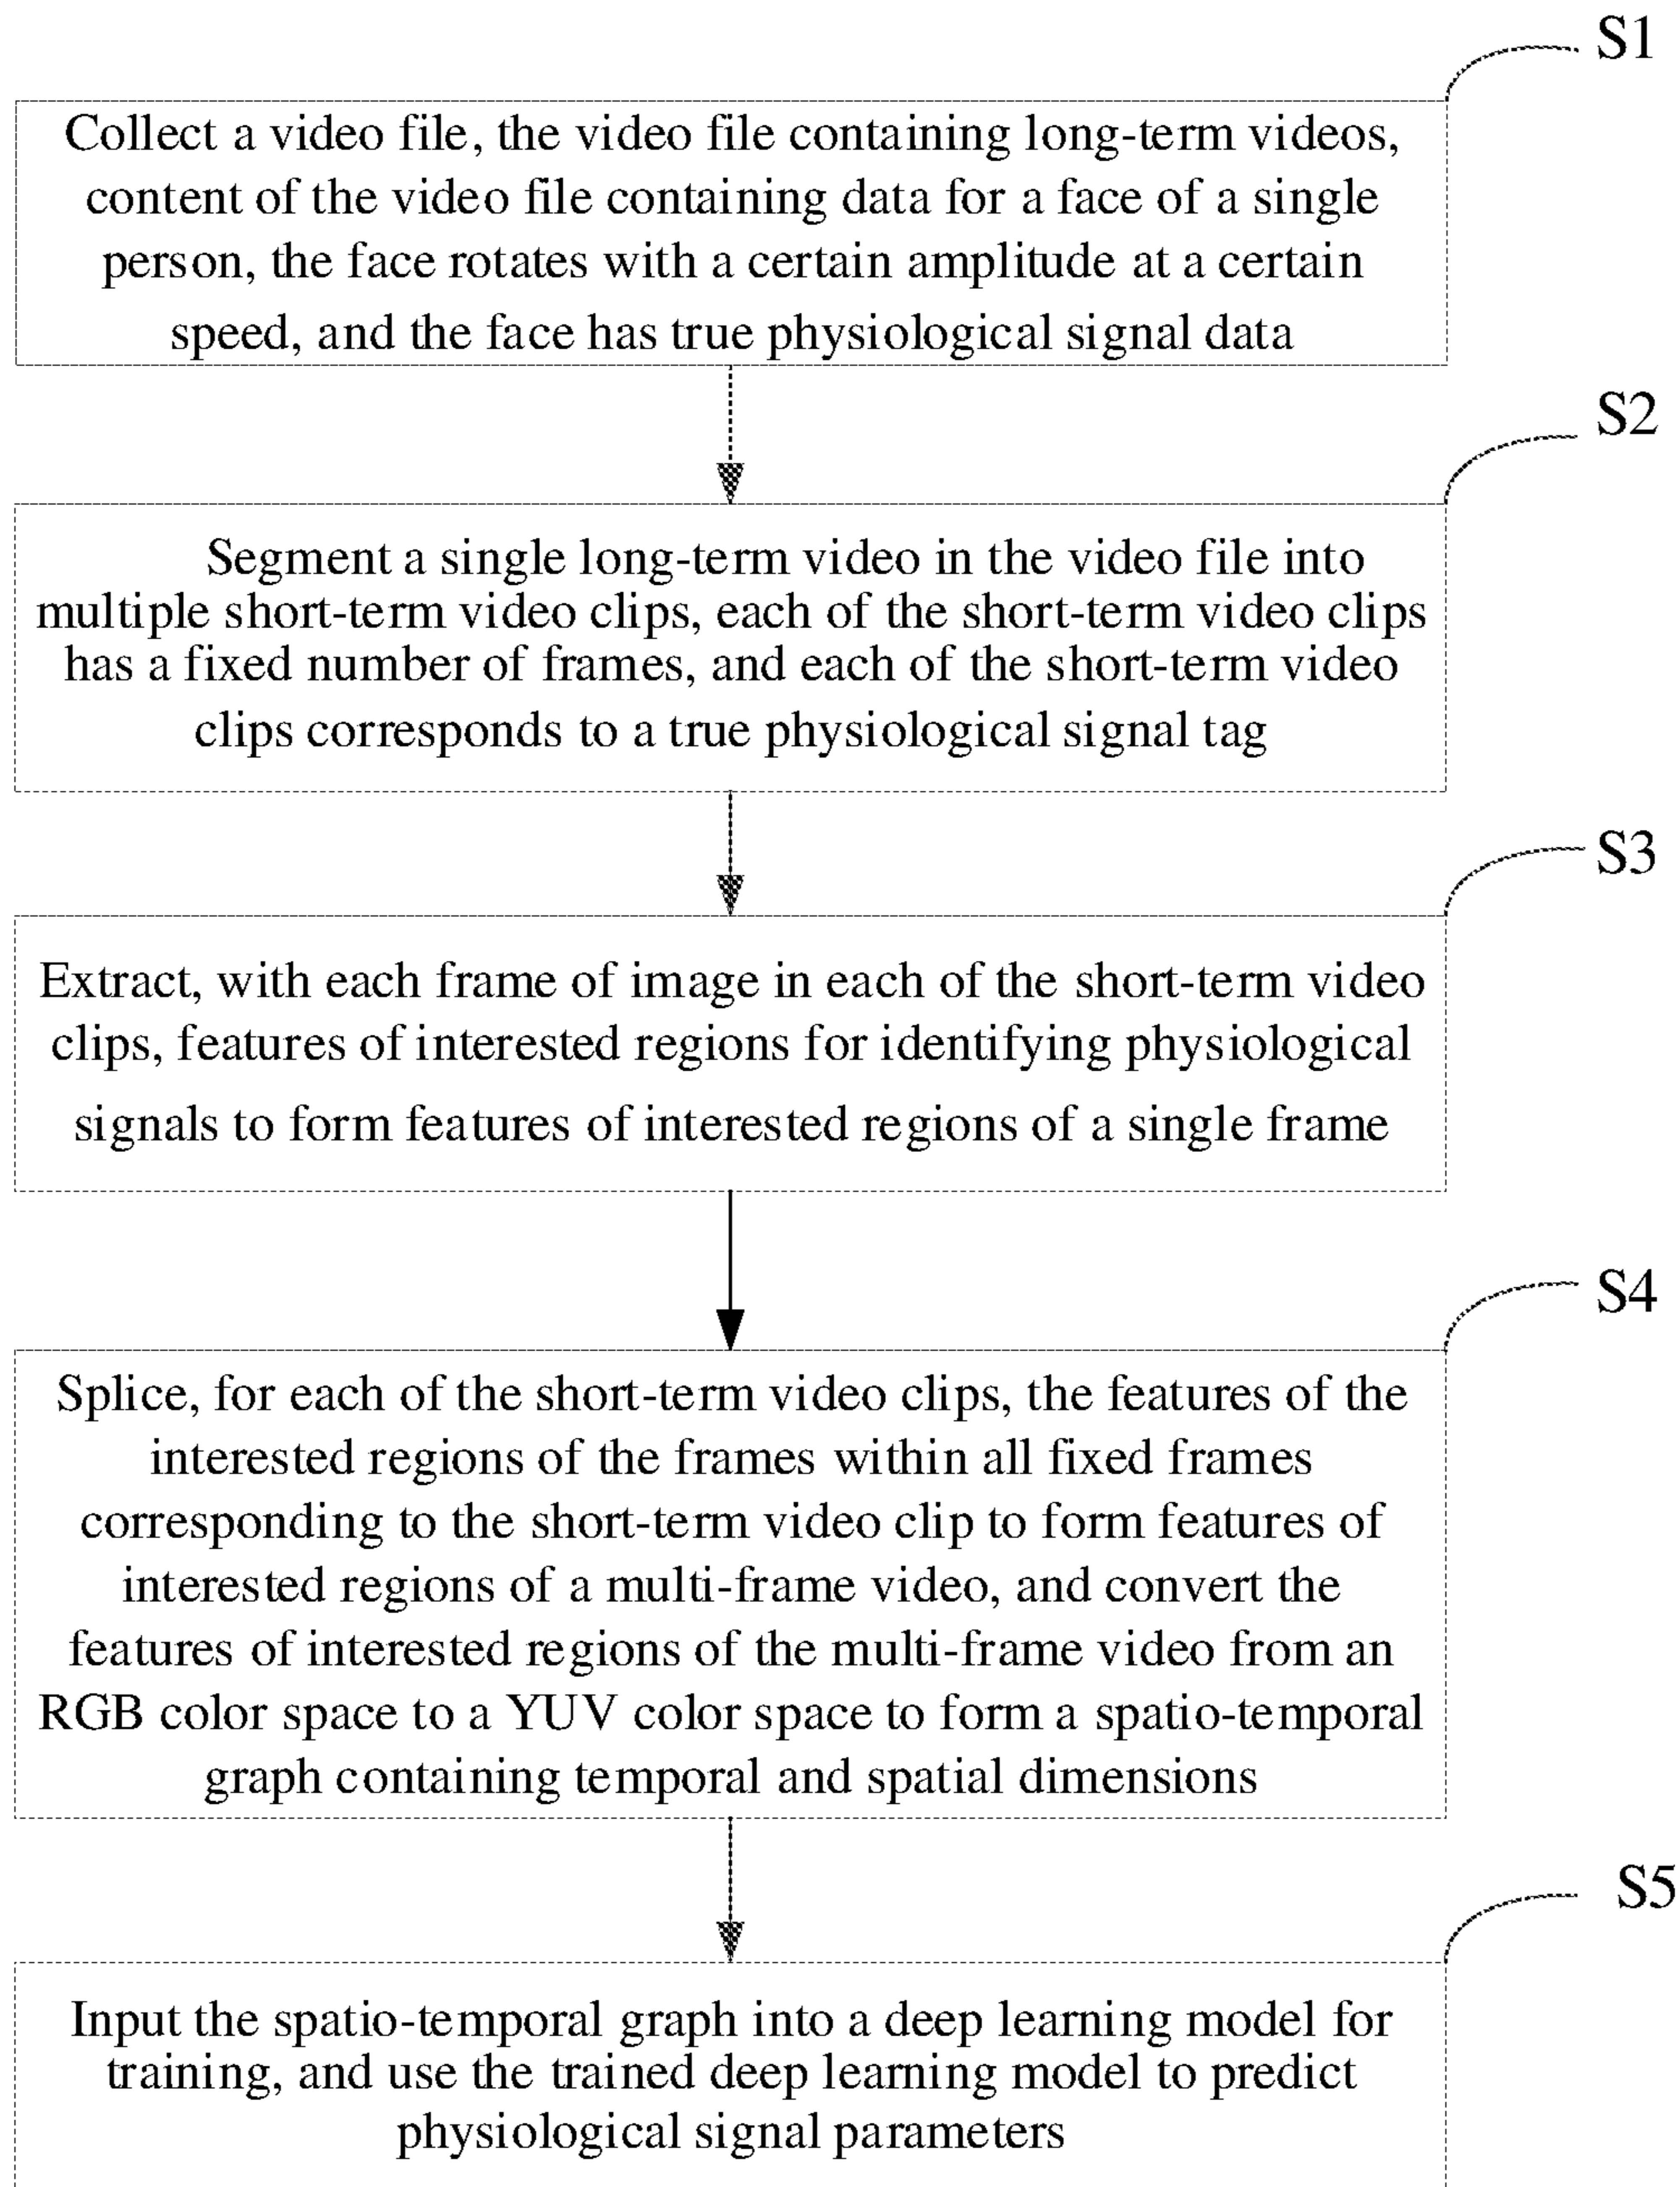 S1
Collect a video file, the video file containing long-term videos,
content of the video file containing data for a face of a single
person, the face rotates with a certain amplitude at a certain
speed, and the face has true physiological signal data
S2
Segment a single long-term video in the video file into
multiple short-term video clips, each of the short-term video clips
has a fixed number of frames, and each of the short-term video
clips corresponds to a true physiological signal tag
S3
Extract, with each frame of image in each of the short-term video
clips, features of interested regions for identifying physiological
signals to form features of interested regions of a single frame
S4
Splice, for each of the short-term video clips, the features of the
interested regions of the frames within all fixed frames
corresponding to the short-term video clip to form features of
interested regions of a multi-frame video, and convert the
features of interested regions of the multi-frame video from an
RGB color space to a YUV color space to form a spatio-temporal
graph containing temporal and spatial dimensions
S5
Input the spatio-temporal graph into a deep learning model for
training, and use the trained deep learning model to predict
physiological signal parameters